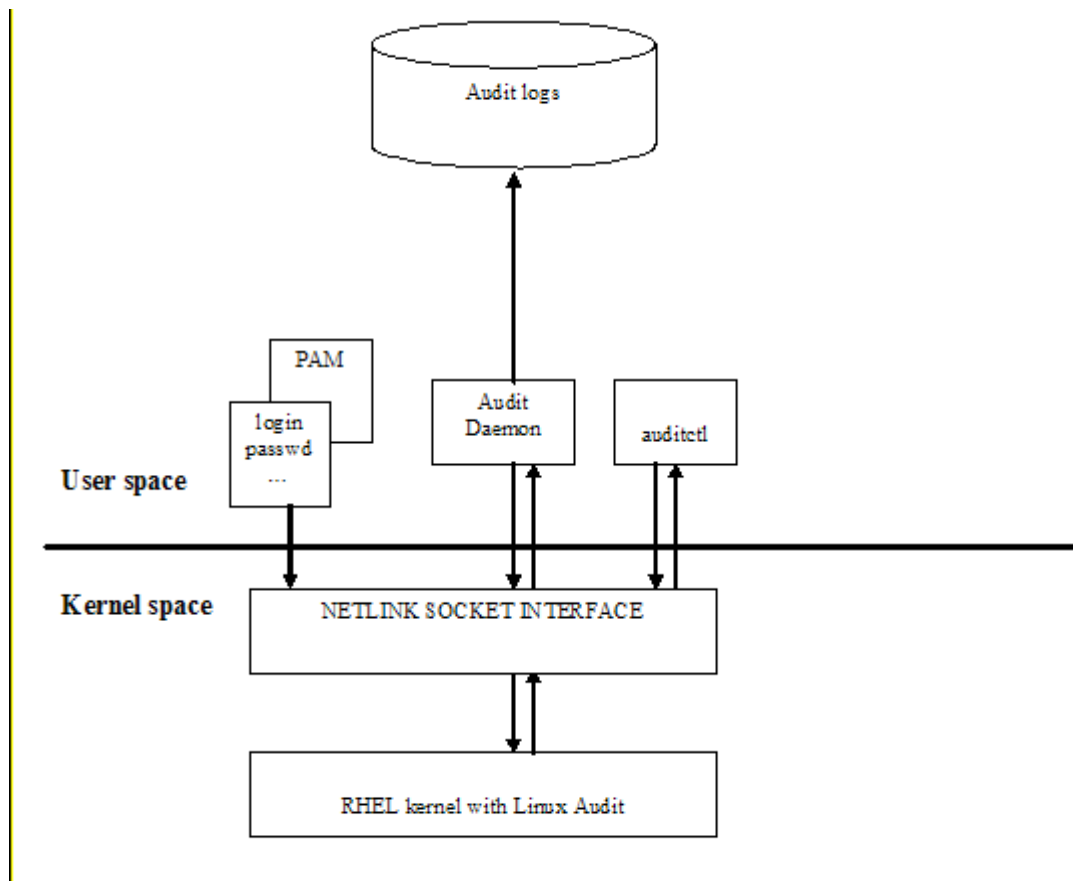 Audit logs
PAM
login
passwd
...
Audit
Daemon
auditctl
User space
Kernel space
NETLINK SOCKET INTERFACE
RHEL kernel with Linux Audit